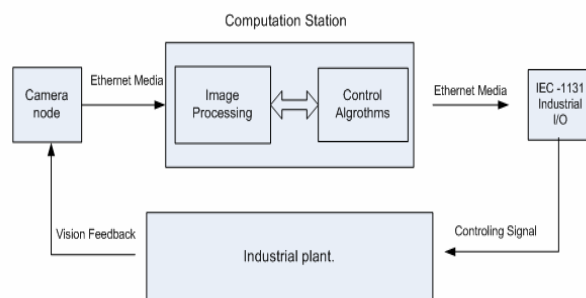 Computation Station
Camera
node
Ethernet Media
Image
Processing
Control
Algrothms
Ethernet Media
IEC -1131
Industrial
I/O
Vision Feedback
Industrial plant.
Controling Signal